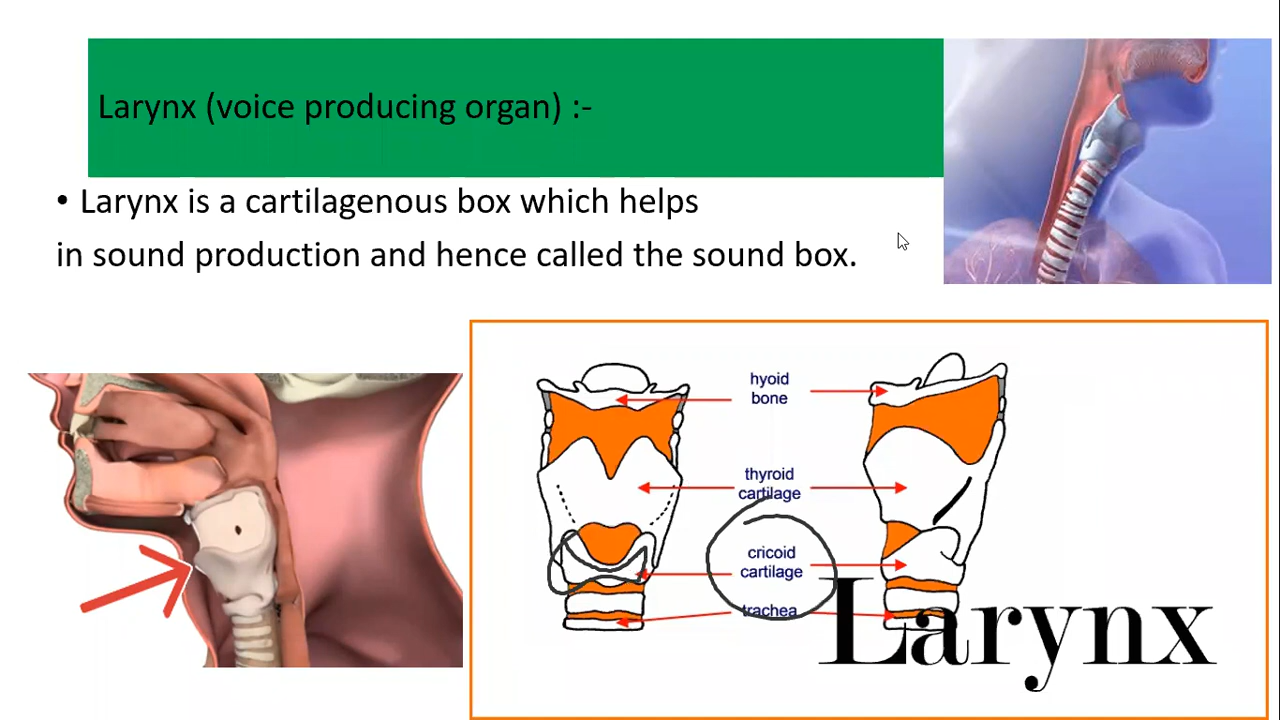 Larynx (voice producing organ) :-
• Larynx is a cartilagenous box which helps
in sound production and hence called the sound box.
hyoid
bone
thyroid
cartilage
cricoid
cartilage
trachea
Larynx